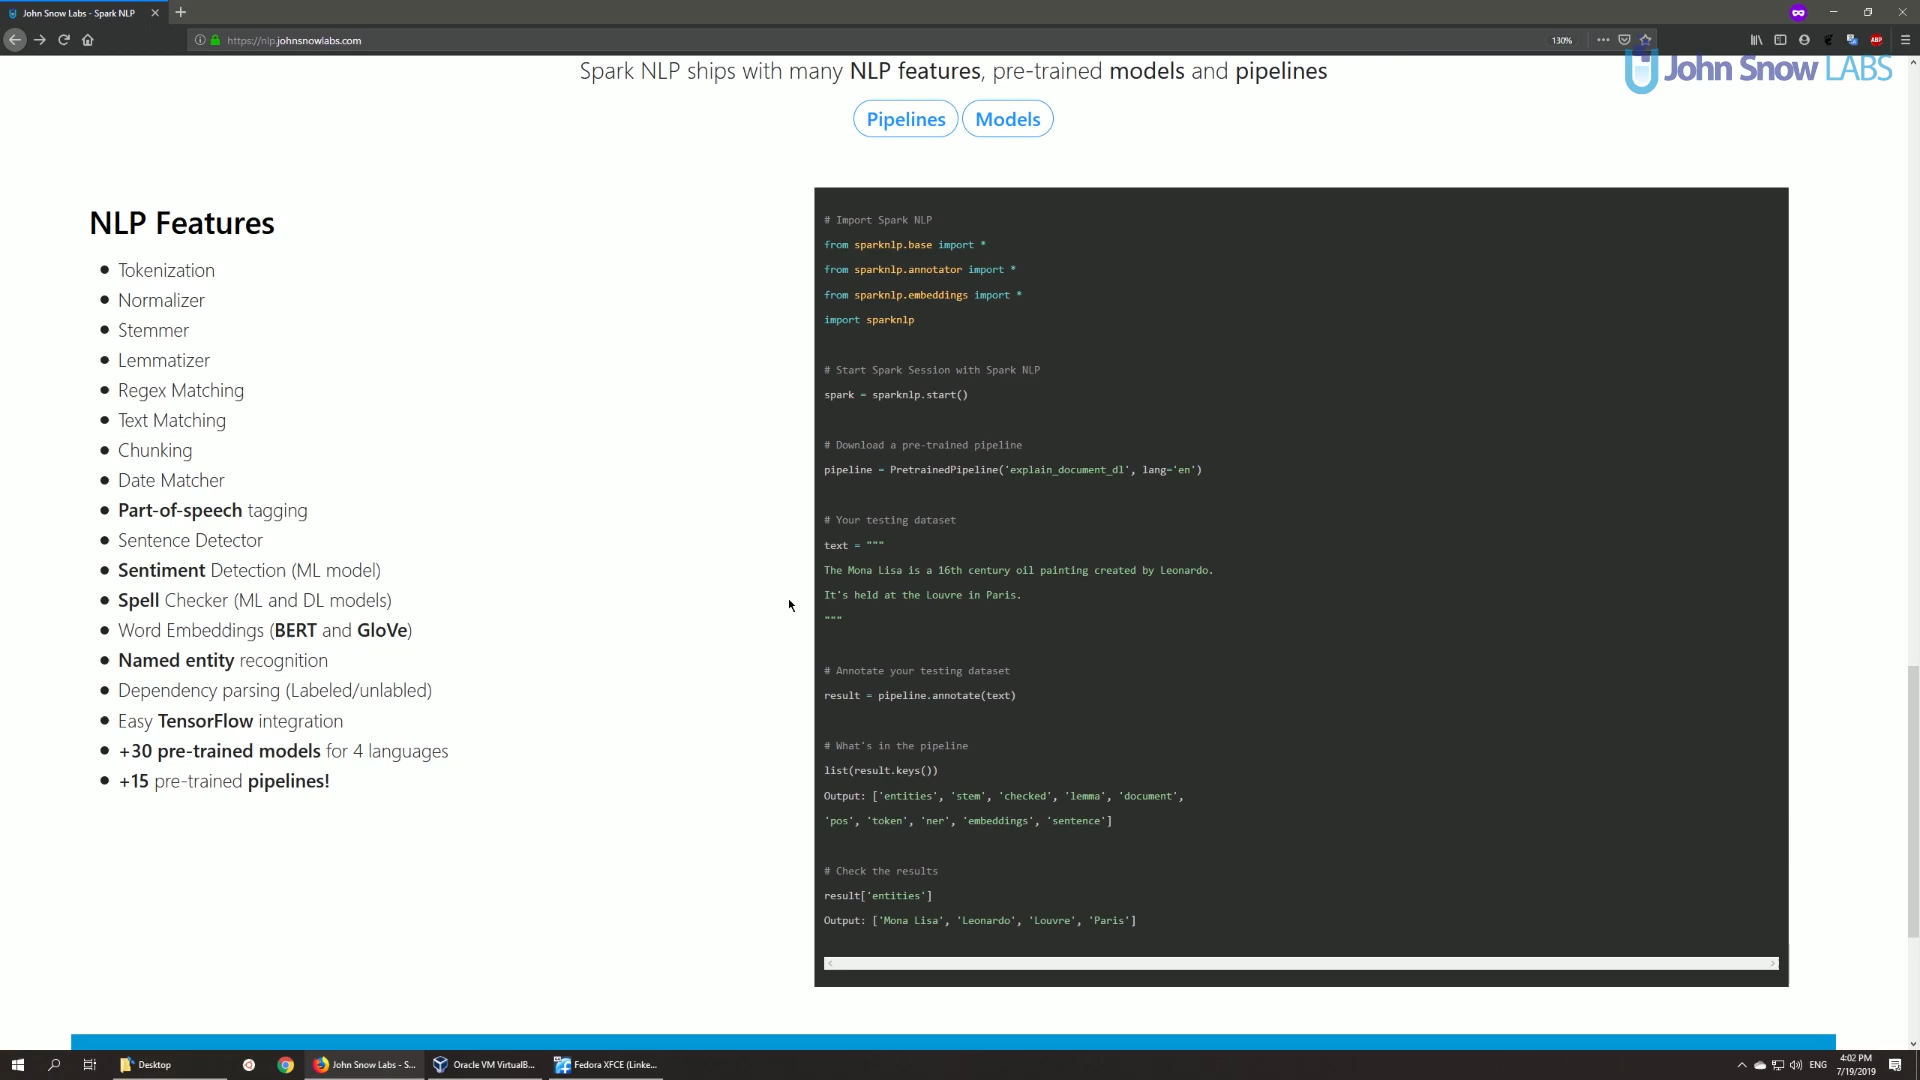 John Snow Labs - Spark NLP
https://nlp.johnsnowlabs.com
130%
ABP
John Snow LABS
Spark NLP ships with many NLP features, pre-trained models and pipelines
Pipelines Models
NLP Features
Tokenization
Normalizer
Stemmer
Lemmatizer
Regex Matching
Text Matching
Chunking
Date Matcher
Part-of-speech tagging
Sentence Detector
Sentiment Detection (ML model)
Spell Checker (ML and DL models)
Word Embeddings (BERT and GloVe)
Named entity recognition
Dependency parsing (Labeled/unlabled)
Easy TensorFlow integration
+30 pre-trained models for 4 languages
+15 pre-trained pipelines!
# Import Spark NLP
from sparknlp.base import *
from sparknlp.annotator import *
from sparknlp.embeddings import *
import sparknlp
# Start Spark Session with Spark NLP
spark = sparknlp.start()
# Download a pre-trained pipeline
pipeline = PretrainedPipeline('explain_document_dl', lang='en')
# Your testing dataset
text = """
The Mona Lisa is a 16th century oil painting created by Leonardo.
It's held at the Louvre in Paris.
"""
# Annotate your testing dataset
result = pipeline.annotate(text)
# What's in the pipeline
list(result.keys())
Output: ['entities', 'stem', 'checked', 'lemma', 'document',
'pos', 'token', 'ner', 'embeddings', 'sentence']
# Check the results
result['entities']
Output: ['Mona Lisa', 'Leonardo', 'Louvre', 'Paris']
Desktop
John Snow Labs - S...
Oracle VM VirtualB...
Fedora XFCE (Linke...
ENG
4:02 PM
7/19/2019